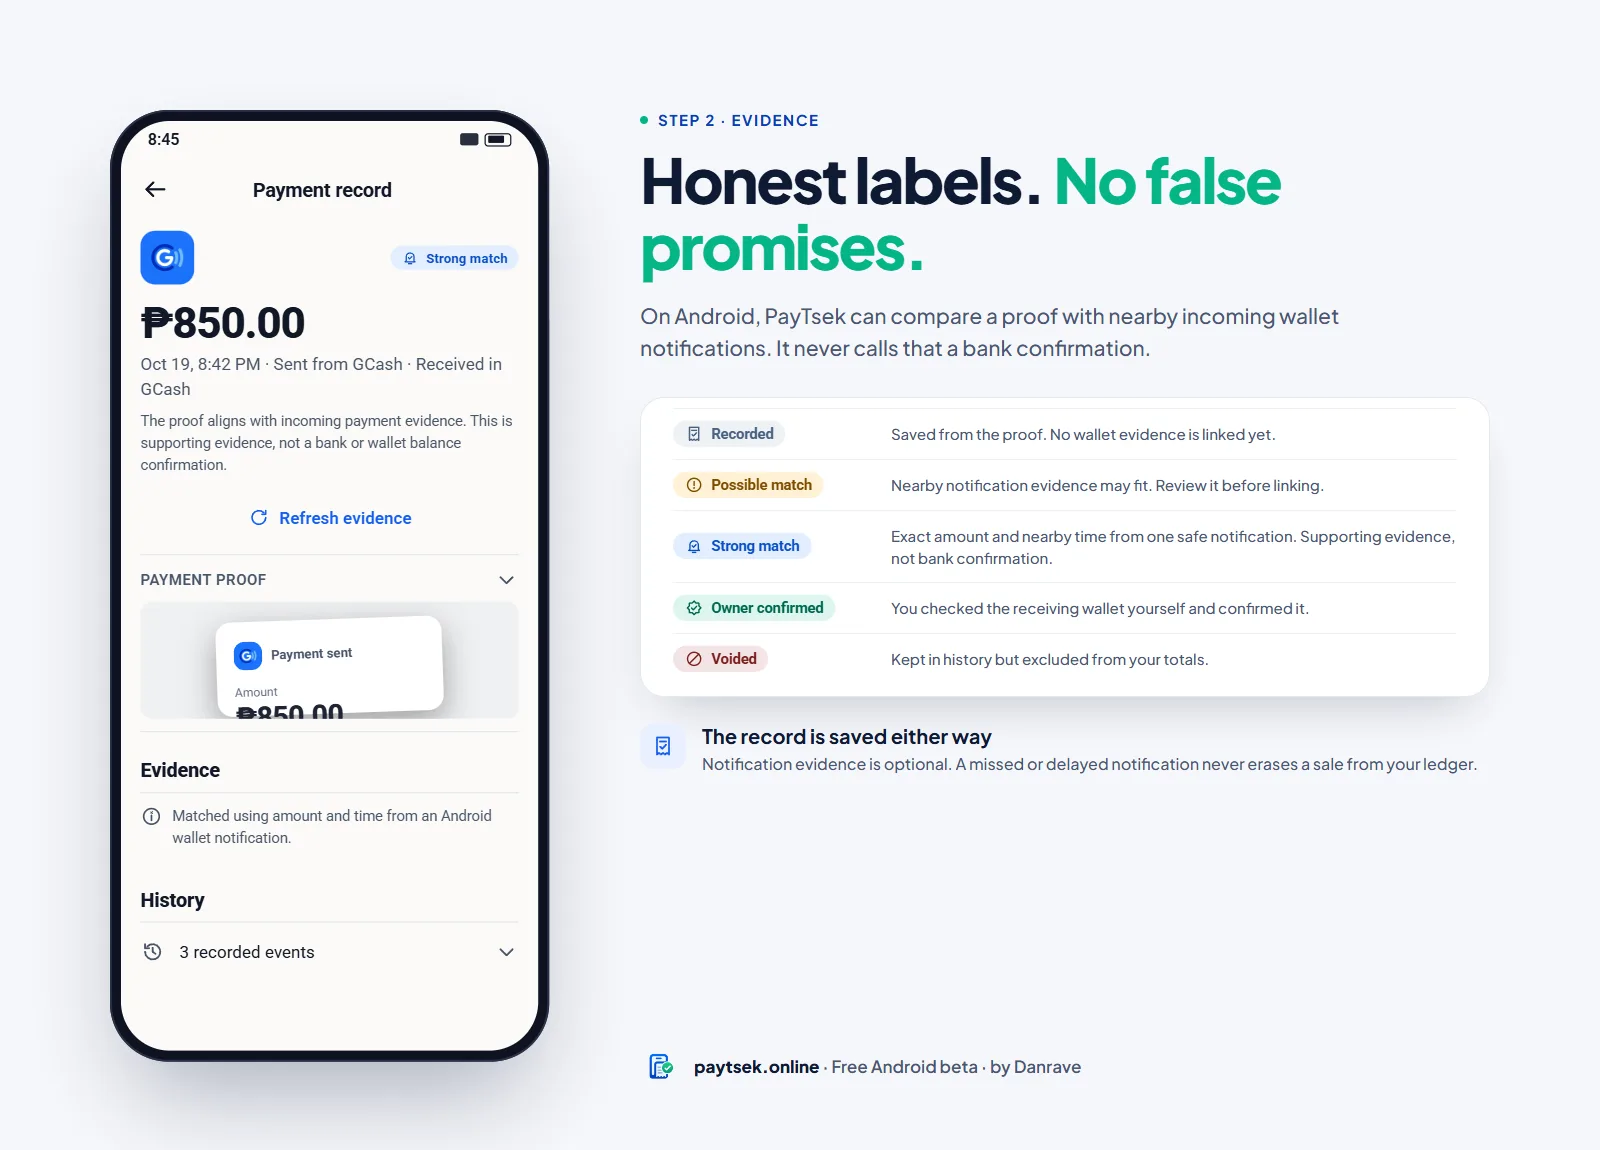 8:45
Payment record
Strong match
₱850.00
Oct 19, 8:42 PM · Sent from GCash · Received in
GCash
The proof aligns with incoming payment evidence. This is
supporting evidence, not a bank or wallet balance
confirmation.
Refresh evidence
PAYMENT PROOF
Payment sent
Amount
₱850.00
Evidence
Matched using amount and time from an Android
wallet notification.
History
3 recorded events
STEP 2 · EVIDENCE
Honest labels. No false
promises.
On Android, PayTsek can compare a proof with nearby incoming wallet
notifications. It never calls that a bank confirmation.
Recorded
Saved from the proof. No wallet evidence is linked yet.
Possible match
Nearby notification evidence may fit. Review it before linking.
Strong match
Exact amount and nearby time from one safe notification. Supporting evidence,
not bank confirmation.
Owner confirmed
You checked the receiving wallet yourself and confirmed it.
Voided
Kept in history but excluded from your totals.
The record is saved either way
Notification evidence is optional. A missed or delayed notification never erases a sale from your ledger.
paytsek.online · Free Android beta · by Danrave